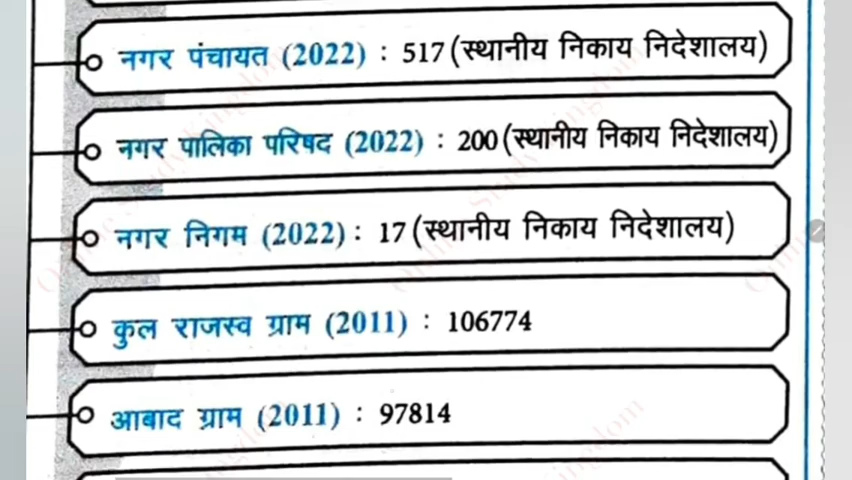 नगर पंचायत (2022) : 517 (स्थानीय निकाय निदेशालय)
नगर पालिका परिषद (2022) : 200 (स्थानीय निकाय निदेशालय)
नगर निगम (2022) : 17 (स्थानीय निकाय निदेशालय)
कुल राजस्व ग्राम (2011) : 106774
आबाद ग्राम (2011) : 97814